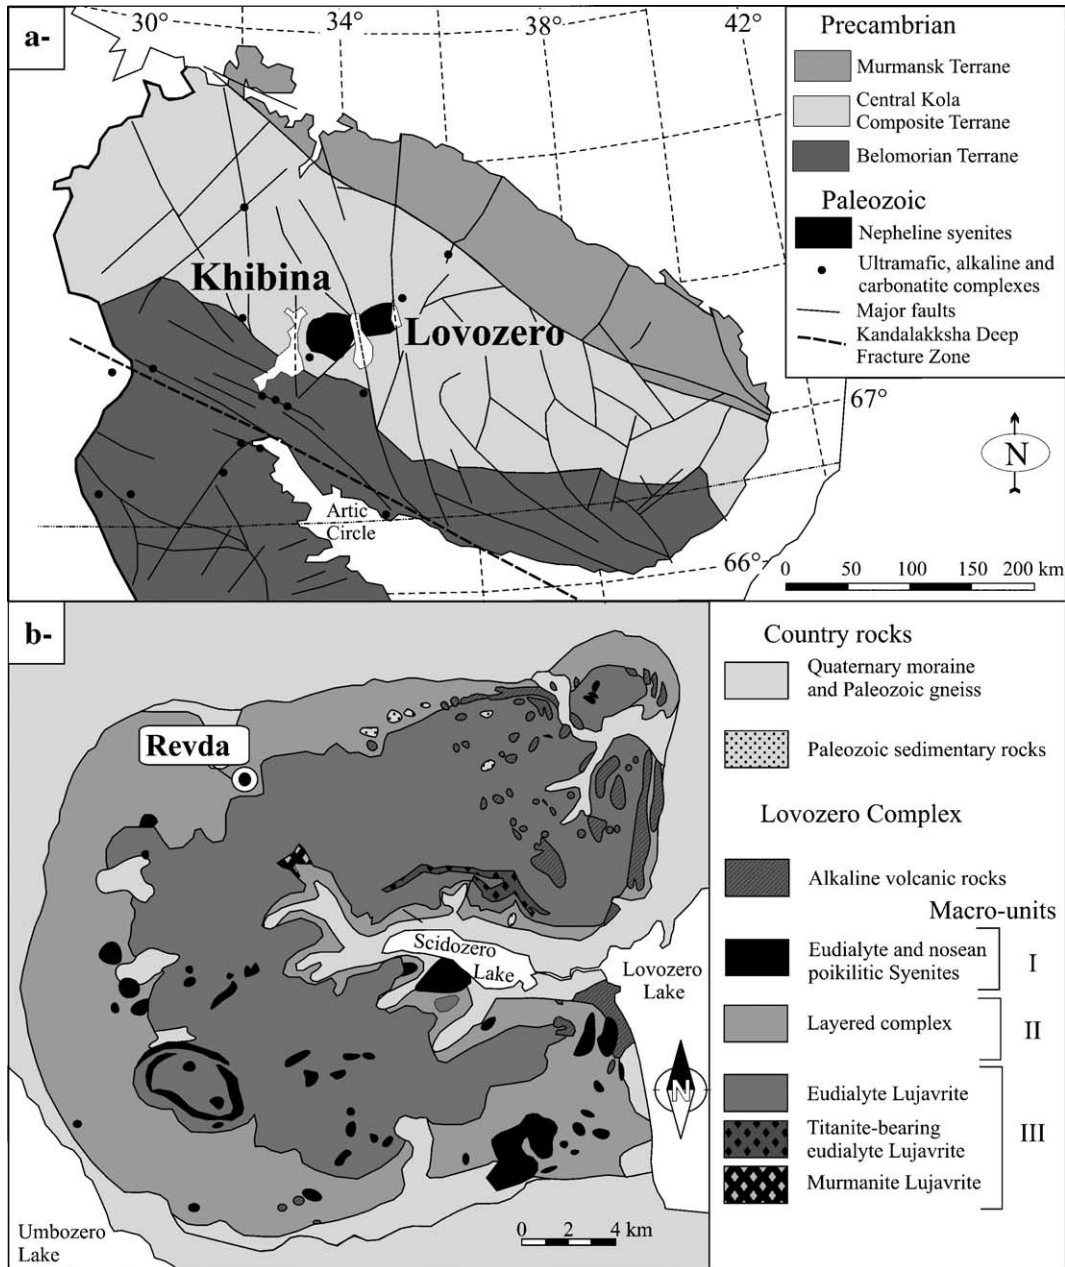 a-
30°
34°
38°
42°
Khibina
Lovozero
Artic
Circle
67°
66°
Precambrian
Murmansk Terrane
Central Kola
Composite Terrane
Belomorian Terrane
Paleozoic
Nepheline syenites
Ultramafic, alkaline and
carbonatite complexes
Major faults
Kandalakksha Deep
Fracture Zone
N
0 50 100 150 200 km
b-
Revda
Scidozero
Lake
Lovozero
Lake
N
Umbozero
Lake
0 2 4 km
Country rocks
Quaternary moraine
and Paleozoic gneiss
Paleozoic sedimentary rocks
Lovozero Complex
Alkaline volcanic rocks
Macro-units
Eudialyte and nosean
poikilitic Syenites
I
Layered complex
II
Eudialyte Lujavrite
Titanite-bearing
eudialyte Lujavrite
III
Murmanite Lujavrite